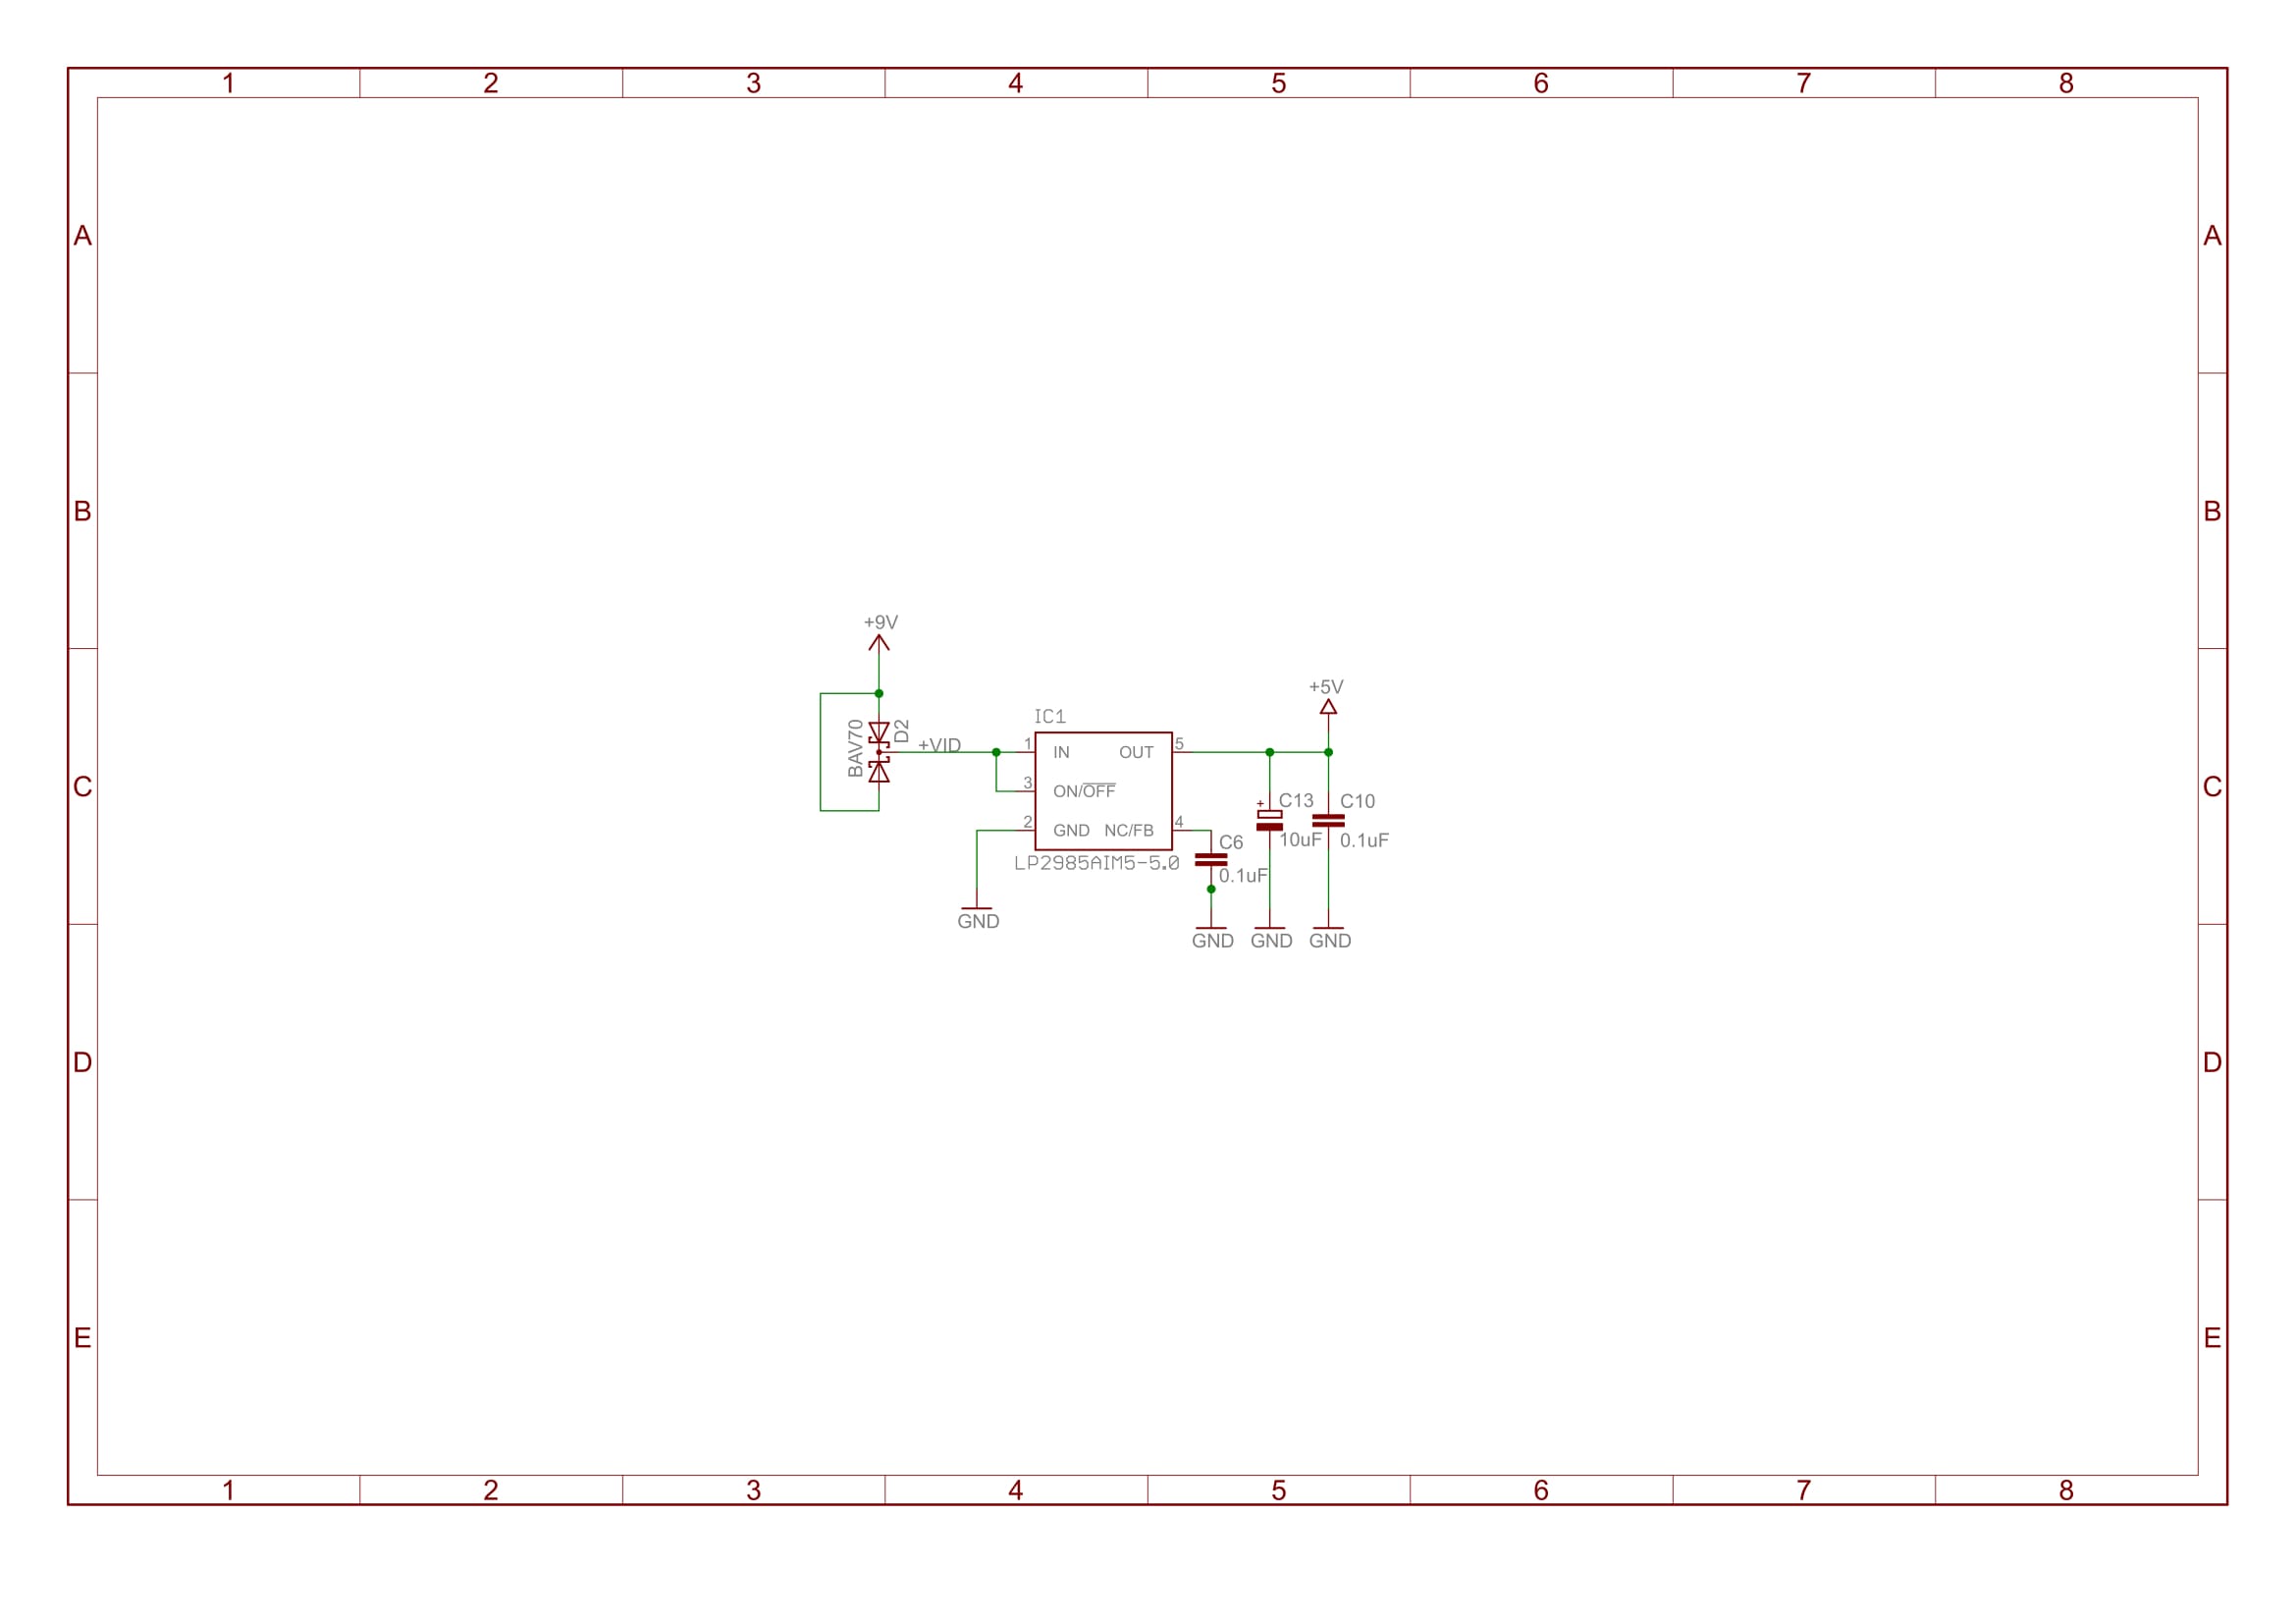 1 2 3 4 5 6 7 8
A A
B B
+9V
+5V
BAV70
D2
+VID
IC1
1 IN OUT 5
3 ON/OFF
2 GND NC/FB 4
LP2985AIM5-5.0
C6
0.1uF
C13
10uF
C10
0.1uF
+
C C
GND
GND GND GND
D D
E E
1 2 3 4 5 6 7 8